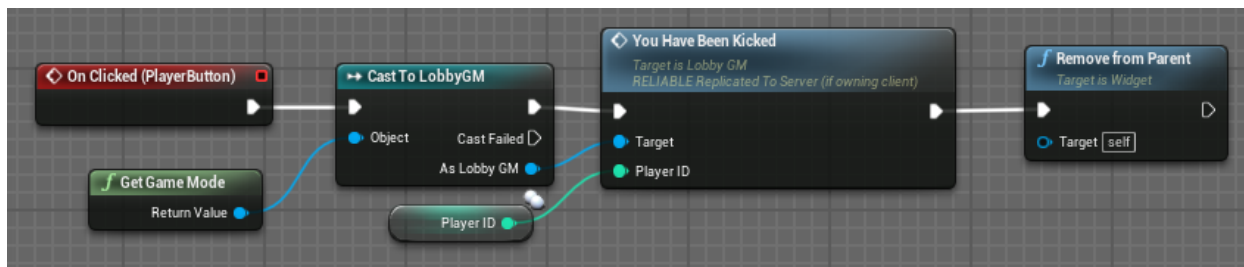 On Clicked (PlayerButton)
Get Game Mode
Return Value
Cast To LobbyGM
Object
Cast Failed
As Lobby GM
Player ID
You Have Been Kicked
Target is Lobby GM
RELIABLE Replicated To Server (if owning client)
Target
Player ID
Remove from Parent
Target is Widget
Target self